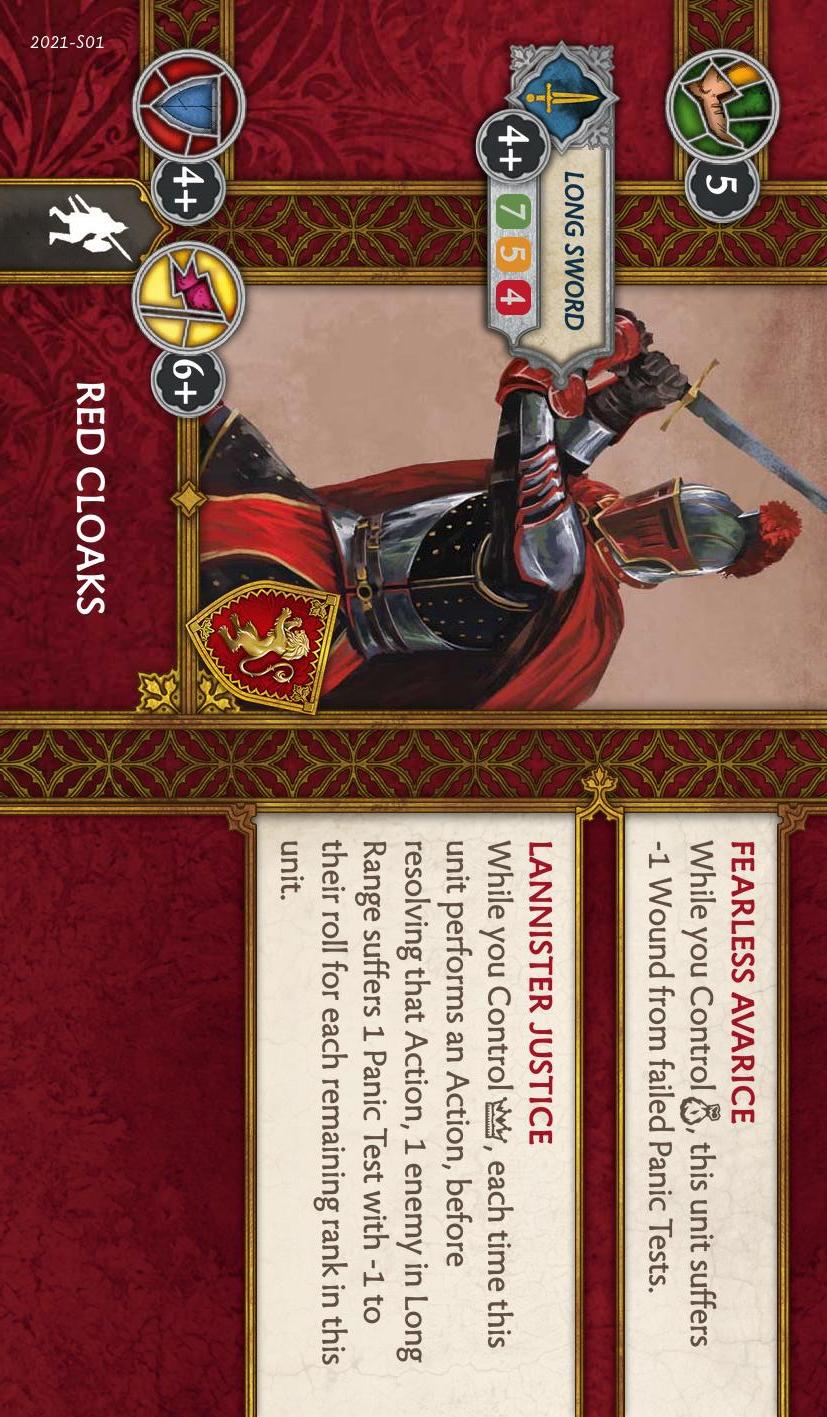 5
LONG SWORD
4+
7 5 4
4+
6+
RED CLOAKS
2021-S01
FEARLESS AVARICE
While you Control , this unit suffers
-1 Wound from failed Panic Tests.
LANNISTER JUSTICE
While you Control , each time this
unit performs an Action, before
resolving that Action, 1 enemy in Long
Range suffers 1 Panic Test with -1 to
their roll for each remaining rank in this
unit.